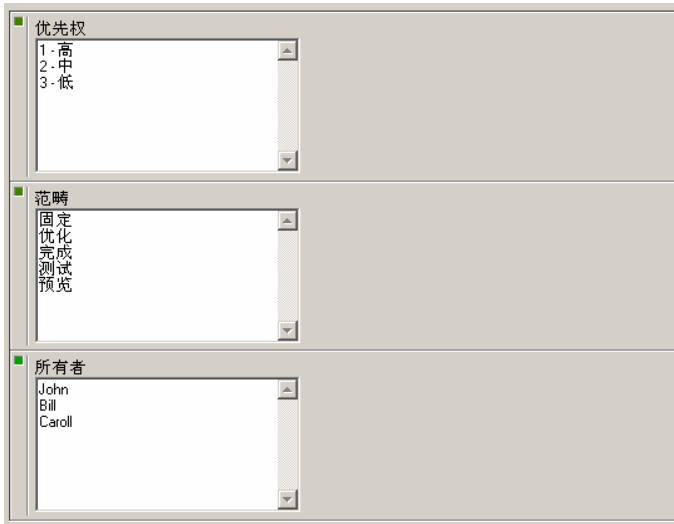 优先权
1 - 高
2 - 中
3 - 低
范畴
固定
优化
完成
测试
预览
所有者
John
Bill
Caroll